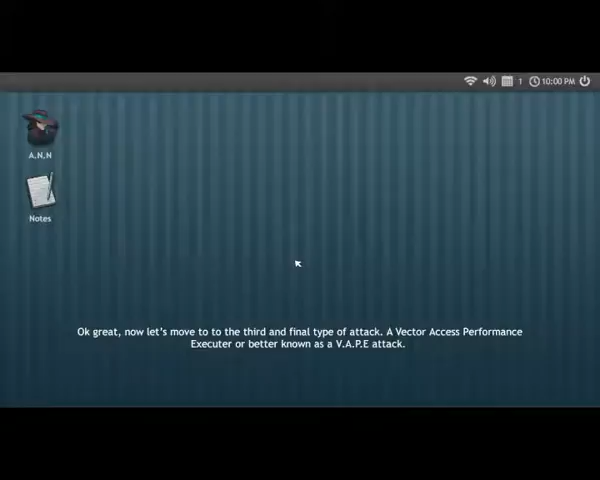 1 10:00 PM
A.N.N
Notes
Ok great, now let's move to to the third and final type of attack. A Vector Access Performance
Executer or better known as a V.A.P.E attack.